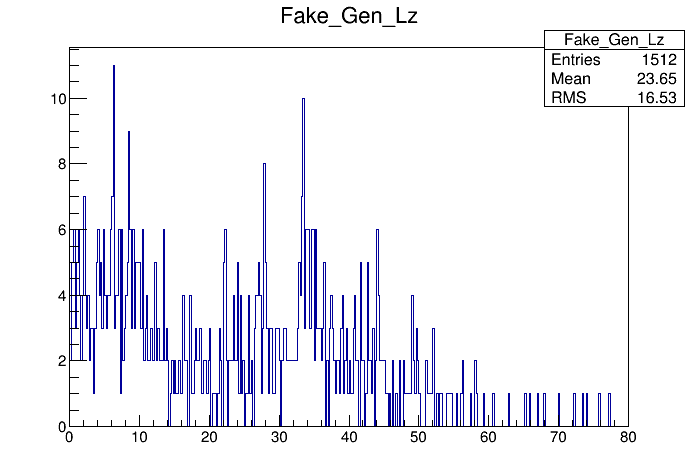 Fake_Gen_Lz
Fake_Gen_Lz
Entries 1512
Mean 23.65
RMS 16.53
10
8
6
4
2
0
0 10 20 30 40 50 60 70 80